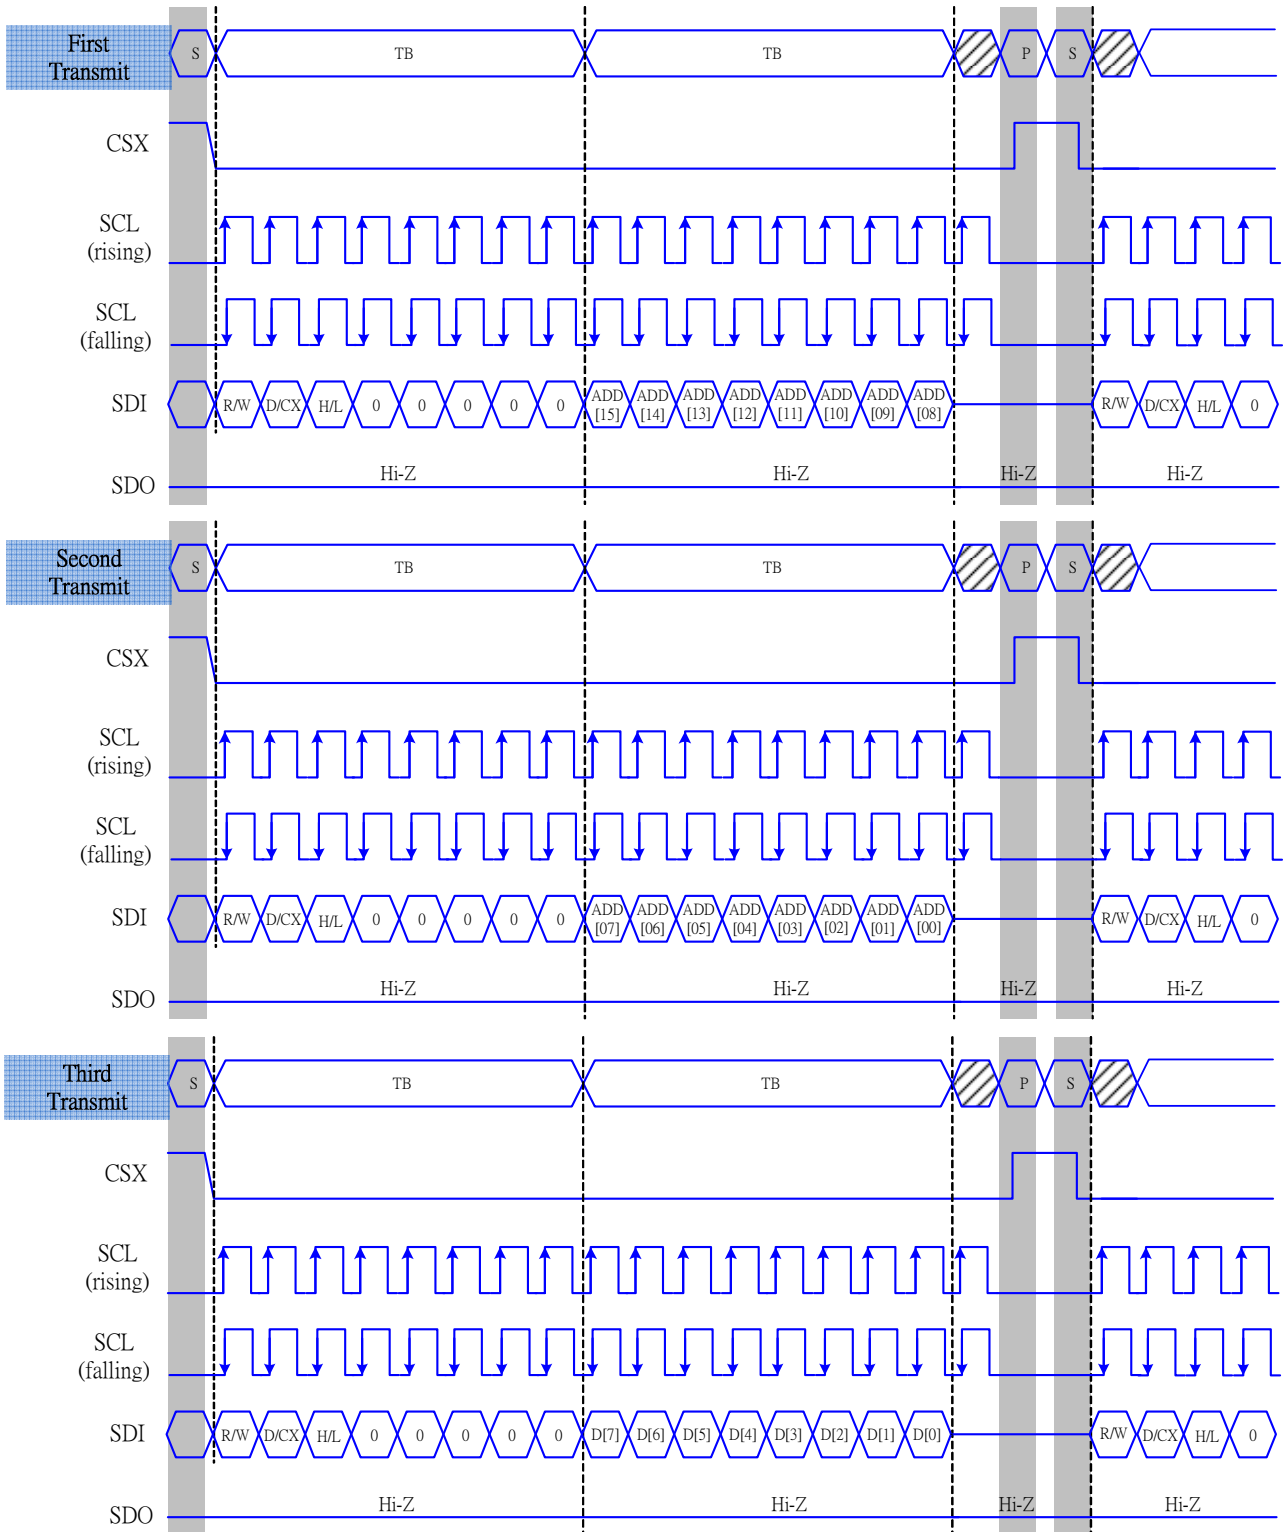 First
Transmit
S TB TB P S
CSX
SCL
(rising)
SCL
(falling)
SDI R/W D/CX H/L 0 0 0 0 0 ADD [15] ADD [14] ADD [13] ADD [12] ADD [11] ADD [10] ADD [09] ADD [08] R/W D/CX H/L 0
Hi-Z Hi-Z Hi-Z Hi-Z
SDO
Second
Transmit
S TB TB P S
CSX
SCL
(rising)
SCL
(falling)
SDI R/W D/CX H/L 0 0 0 0 0 ADD [07] ADD [06] ADD [05] ADD [04] ADD [03] ADD [02] ADD [01] ADD [00] R/W D/CX H/L 0
Hi-Z Hi-Z Hi-Z Hi-Z
SDO
Third
Transmit
S TB TB P S
CSX
SCL
(rising)
SCL
(falling)
SDI R/W D/CX H/L 0 0 0 0 0 D[7] D[6] D[5] D[4] D[3] D[2] D[1] D[0] R/W D/CX H/L 0
Hi-Z Hi-Z Hi-Z Hi-Z
SDO